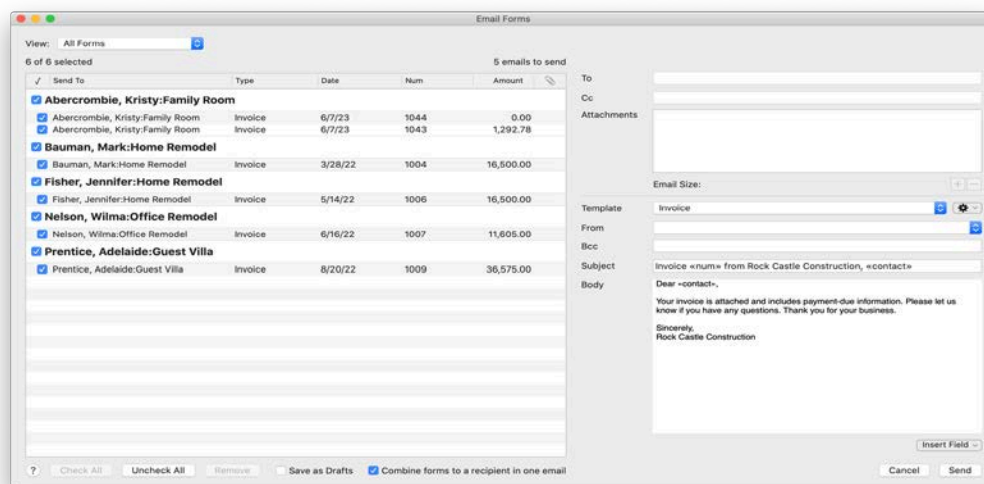 Email Forms
View: All Forms
6 of 6 selected 5 emails to send
✓ Send To Type Date Num Amount
Abercrombie, Kristy:Family Room
Abercrombie, Kristy:Family Room Invoice 6/7/23 1044 0.00
Abercrombie, Kristy:Family Room Invoice 6/7/23 1043 1,292.78
Bauman, Mark:Home Remodel
Bauman, Mark:Home Remodel Invoice 3/28/22 1004 16,500.00
Fisher, Jennifer:Home Remodel
Fisher, Jennifer:Home Remodel Invoice 5/14/22 1006 16,500.00
Nelson, Wilma:Office Remodel
Nelson, Wilma:Office Remodel Invoice 6/16/22 1007 11,605.00
Prentice, Adelaide:Guest Villa
Prentice, Adelaide:Guest Villa Invoice 8/20/22 1009 36,575.00
? Check All Uncheck All Remove Save as Drafts Combine forms to a recipient in one email
To
Cc
Attachments
Email Size: + −
Template Invoice
From
Bcc
Subject Invoice «num» from Rock Castle Construction, «contact»
Body Dear «contact»,
Your invoice is attached and includes payment-due information. Please let us
know if you have any questions. Thank you for your business.
Sincerely,
Rock Castle Construction
Insert Field
Cancel Send